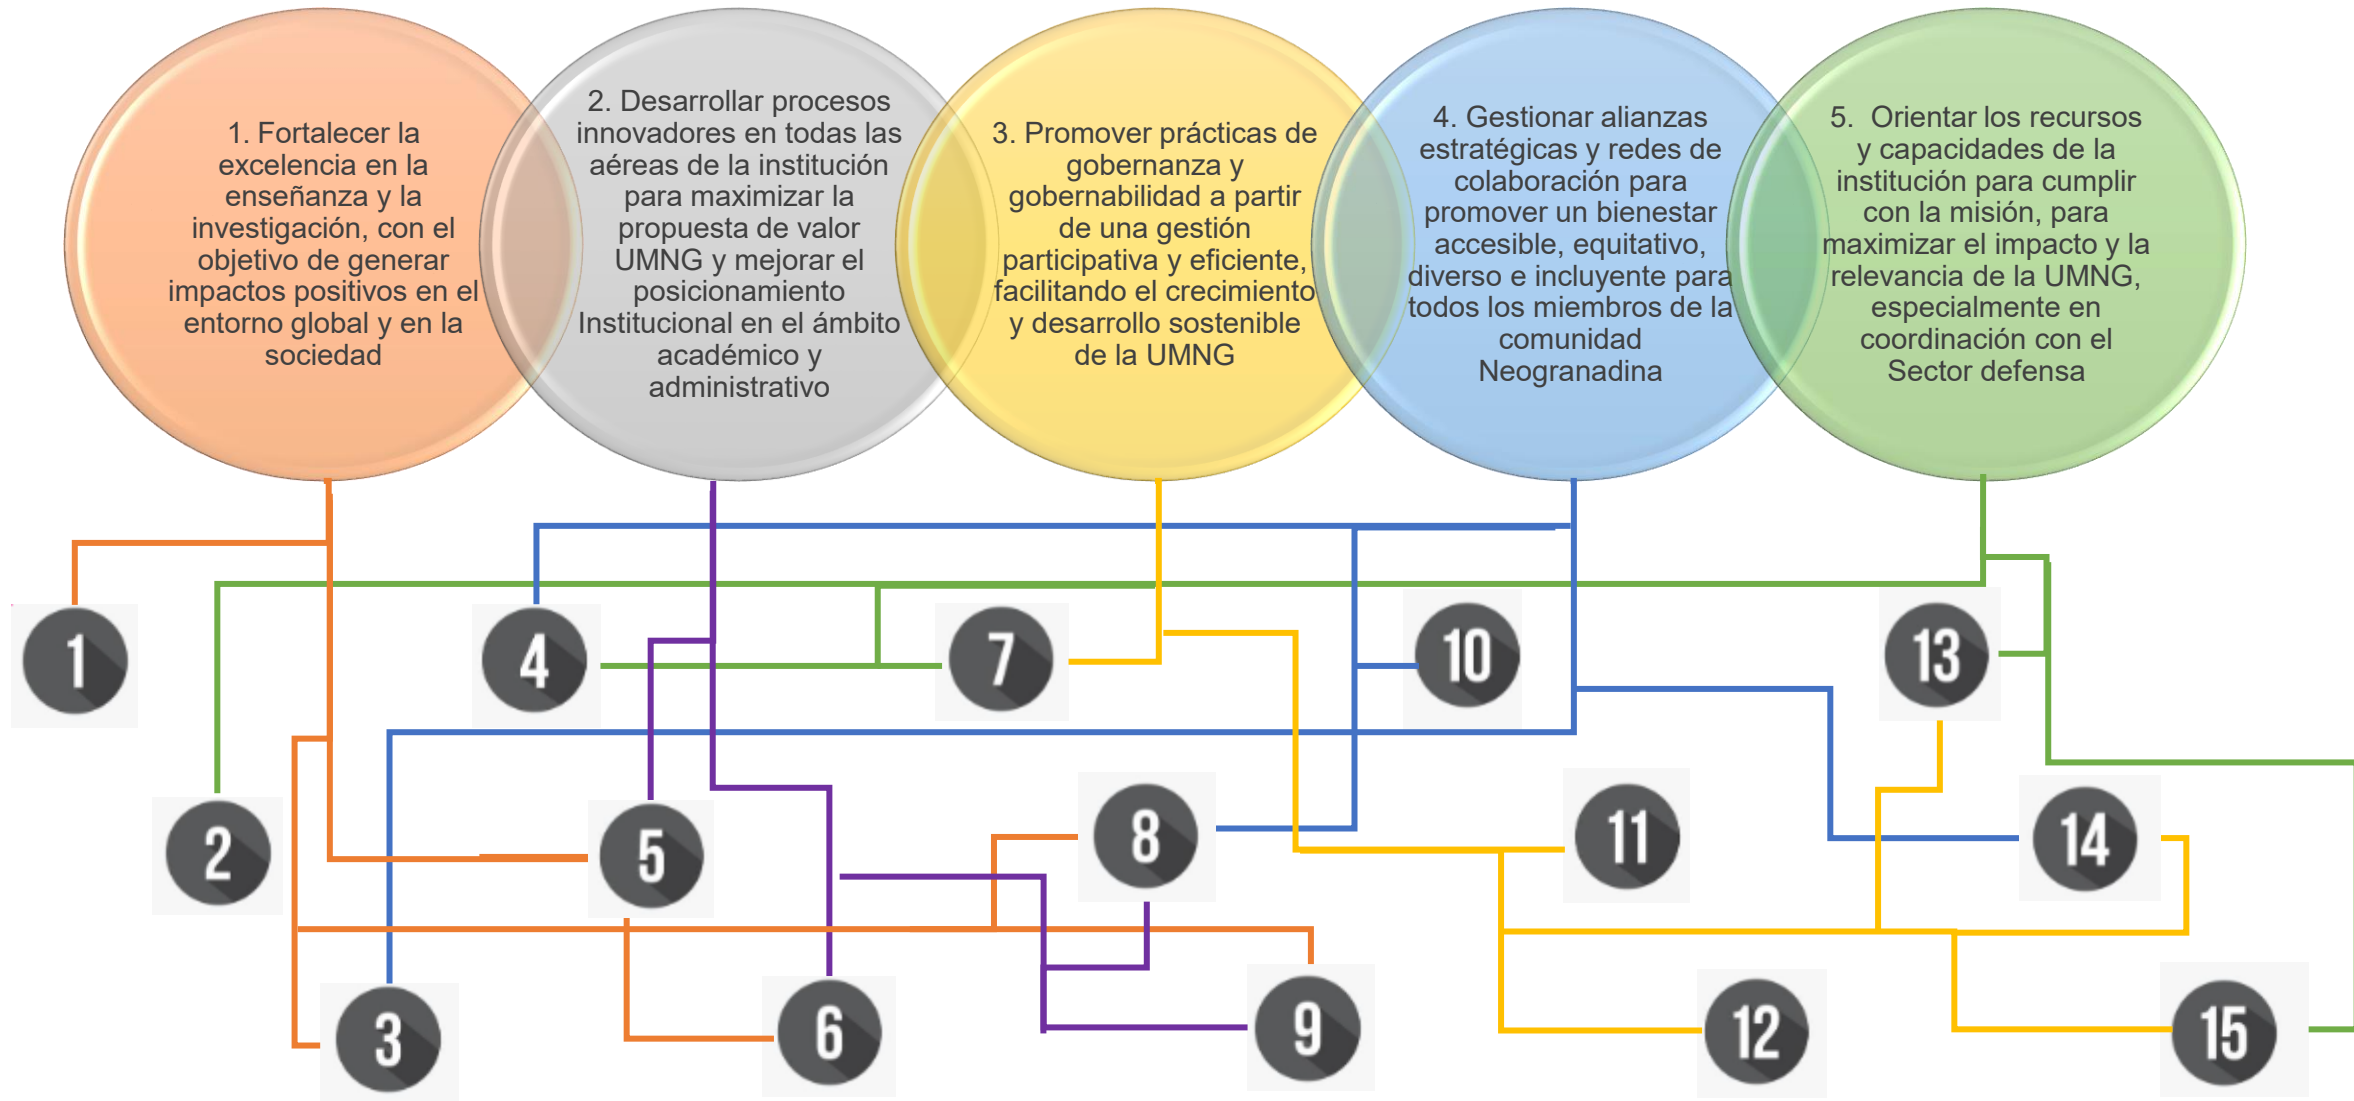 1. Fortalecer la
excelencia en la
enseñanza y la
investigación, con el
objetivo de generar
impactos positivos en el
entorno global y en la
sociedad
2. Desarrollar procesos
innovadores en todas las
aéreas de la institución
para maximizar la
propuesta de valor
UMNG y mejorar el
posicionamiento
Institucional en el ámbito
académico y
administrativo
3. Promover prácticas de
gobernanza y
gobernabilidad a partir
de una gestión
participativa y eficiente,
facilitando el crecimiento
y desarrollo sostenible
de la UMNG
4. Gestionar alianzas
estratégicas y redes de
colaboración para
promover un bienestar
accesible, equitativo,
diverso e incluyente para
todos los miembros de la
comunidad
Neogranadina
5. Orientar los recursos
y capacidades de la
institución para cumplir
con la misión, para
maximizar el impacto y la
relevancia de la UMNG,
especialmente en
coordinación con el
Sector defensa
1
4
7
10
13
2
5
8
11
14
3
6
9
12
15